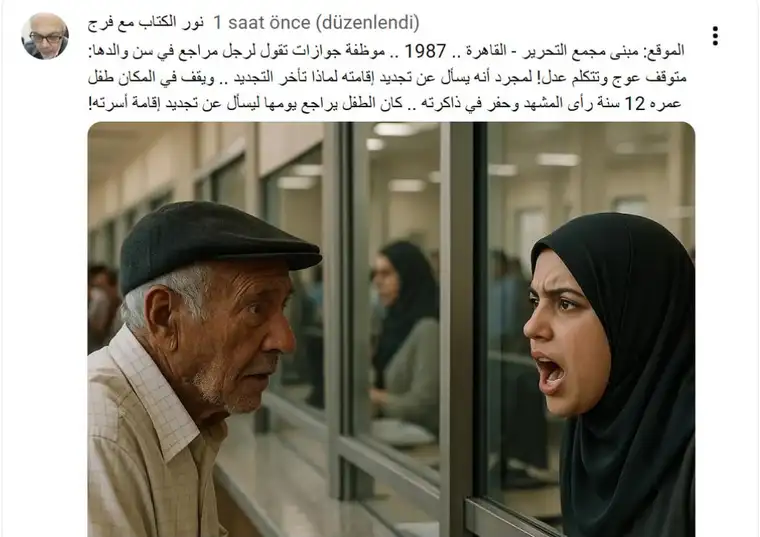 نور الكتاب مع فرج 1 saat önce (düzenlendi)
الموقع: مبنى مجمع التحرير - القاهرة .. 1987 .. موظفة جوازات تقول لرجل مراجع في سن والدها:
متوقف عوج وتتكلم عدل! لمجرد أنه يسأل عن تجديد إقامته لماذا تأخر التجديد .. ويقف في المكان طفل
عمره 12 سنة رأى المشهد وحفر في ذاكرته .. كان الطفل يراجع يومها ليسأل عن تجديد إقامة أسرته!